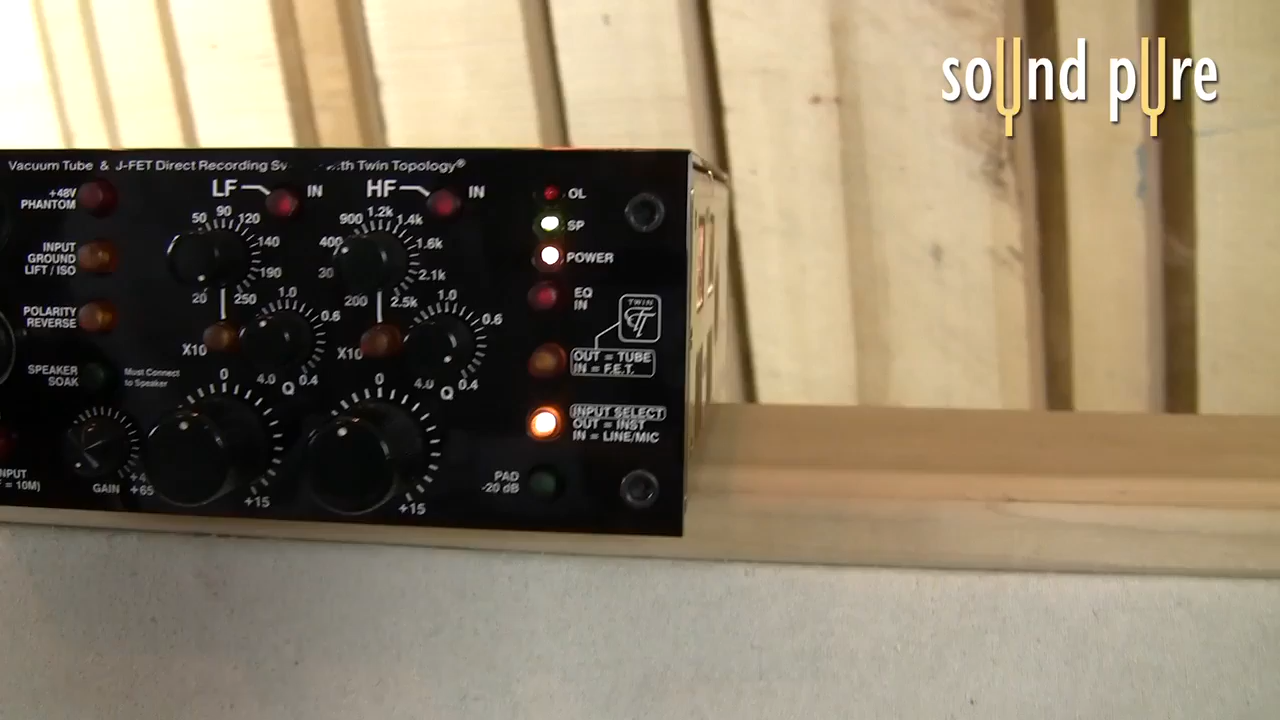 sound pure
Vacuum Tube & J-FET Direct Recording with Twin Topology®
+48V
PHANTOM
LF
IN
HF
IN
OL
SP
POWER
EQ
IN
50 90 120
140
190
20 250
900 1.2k 1.4k
400 1.6k
30 2.1k
200 2.5k
INPUT
GROUND
LIFT / ISO
POLARITY
REVERSE
1.0
0.6
X10
4.0 Q 0.4
1.0
0.6
X10
4.0 Q 0.4
TWIN
T
OUT = TUBE
IN = F.E.T.
SPEAKER
SOAK
Must Connect
to Speaker
0
0
INPUT SELECT
OUT = INST
IN = LINE/MIC
= 10M)
GAIN +65
+15
+15
PAD
-20 dB